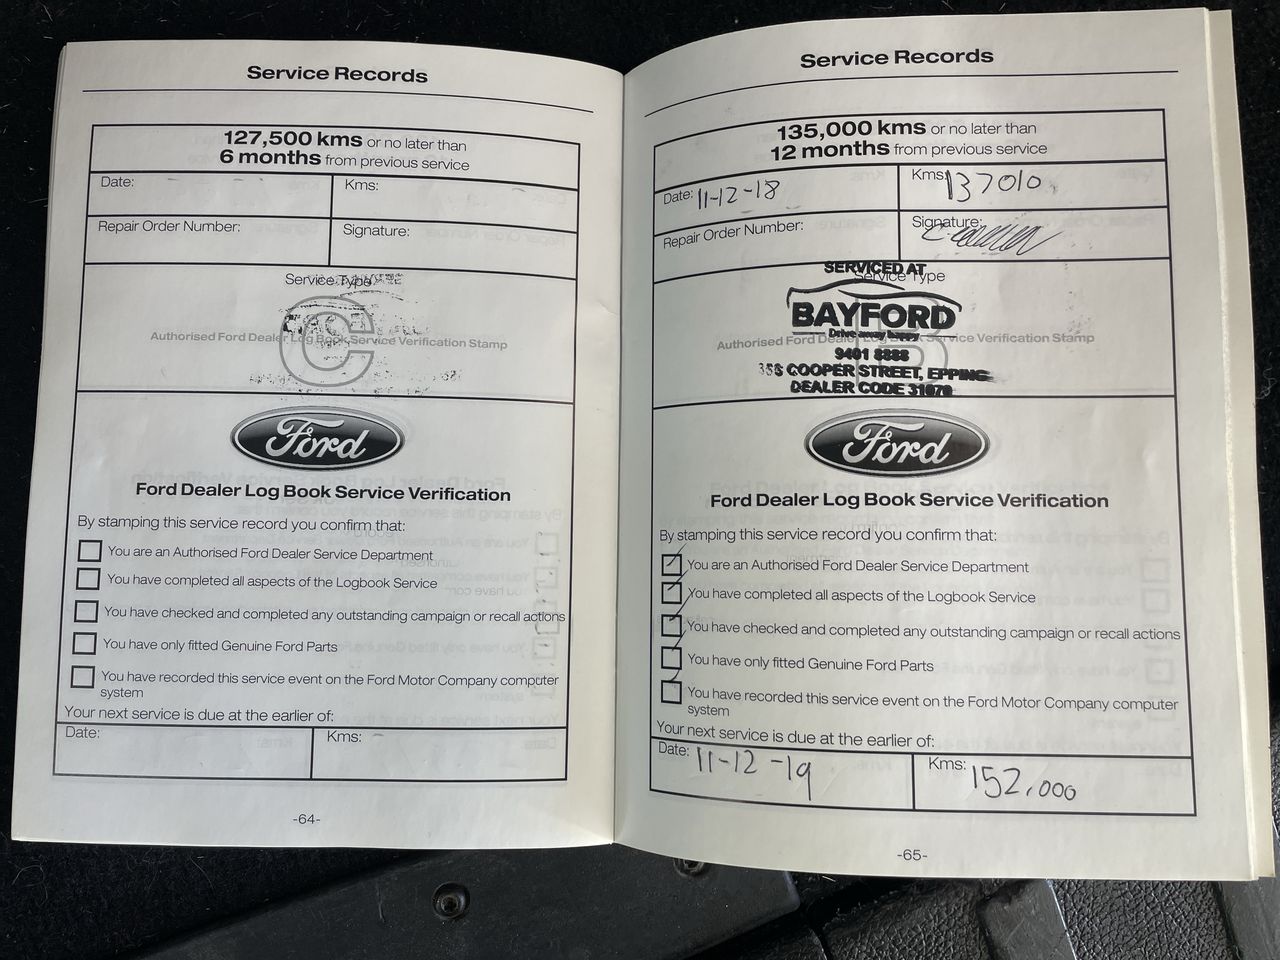 Service Records
127,500 kms or no later than
6 months from previous service
Date:
Kms:
Repair Order Number:
Signature:
Service Type
C
Authorised Ford Dealer Log Book Service Verification Stamp
Ford
Ford Dealer Log Book Service Verification
By stamping this service record you confirm that:
You are an Authorised Ford Dealer Service Department
You have completed all aspects of the Logbook Service
You have checked and completed any outstanding campaign or recall actions
You have only fitted Genuine Ford Parts
You have recorded this service event on the Ford Motor Company computer
system
Your next service is due at the earlier of:
Date:
Kms:
-64-
Service Records
135,000 kms or no later than
12 months from previous service
Date: 11-12-18
Kms: 137010
Repair Order Number:
Signature:
SERVICED AT
Service Type
BAYFORD
Drive away happy
Authorised Ford Dealer Log Book Service Verification Stamp
9401 8888
358 COOPER STREET, EPPING
DEALER CODE 31070
Ford
Ford Dealer Log Book Service Verification
By stamping this service record you confirm that:
You are an Authorised Ford Dealer Service Department
You have completed all aspects of the Logbook Service
You have checked and completed any outstanding campaign or recall actions
You have only fitted Genuine Ford Parts
You have recorded this service event on the Ford Motor Company computer
system
Your next service is due at the earlier of:
Date: 11-12-19
Kms: 152,000
-65-